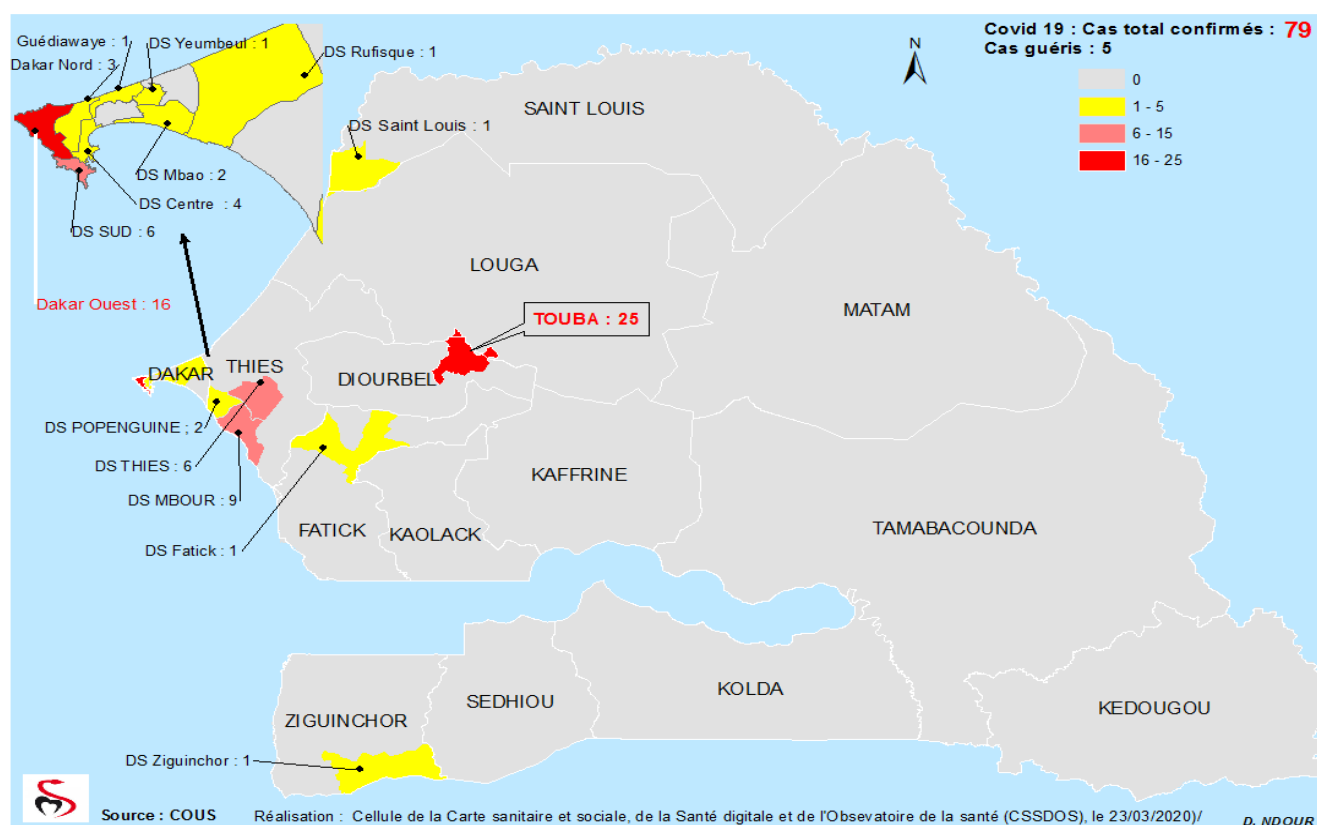 Covid 19 : Cas total confirmés : 79
Cas guéris : 5
N
0
1 - 5
6 - 15
16 - 25
Guédiawaye : 1
DS Yeumbeul : 1
Dakar Nord : 3
DS Rufisque : 1
DS Mbao : 2
DS Centre : 4
DS SUD : 6
Dakar Ouest : 16
DS Saint Louis : 1
SAINT LOUIS
LOUGA
MATAM
TOUBA : 25
DAKAR
THIES
DIOURBEL
DS POPENGUINE ; 2
DS THIES : 6
DS MBOUR : 9
DS Fatick : 1
FATICK
KAOLACK
KAFFRINE
TAMABACOUNDA
ZIGUINCHOR
SEDHIOU
KOLDA
KEDOUGOU
DS Ziguinchor : 1
Source : COUS
Réalisation : Cellule de la Carte sanitaire et sociale, de la Santé digitale et de l'Obsevatoire de la santé (CSSDOS), le 23/03/2020)/
D. NDOUR